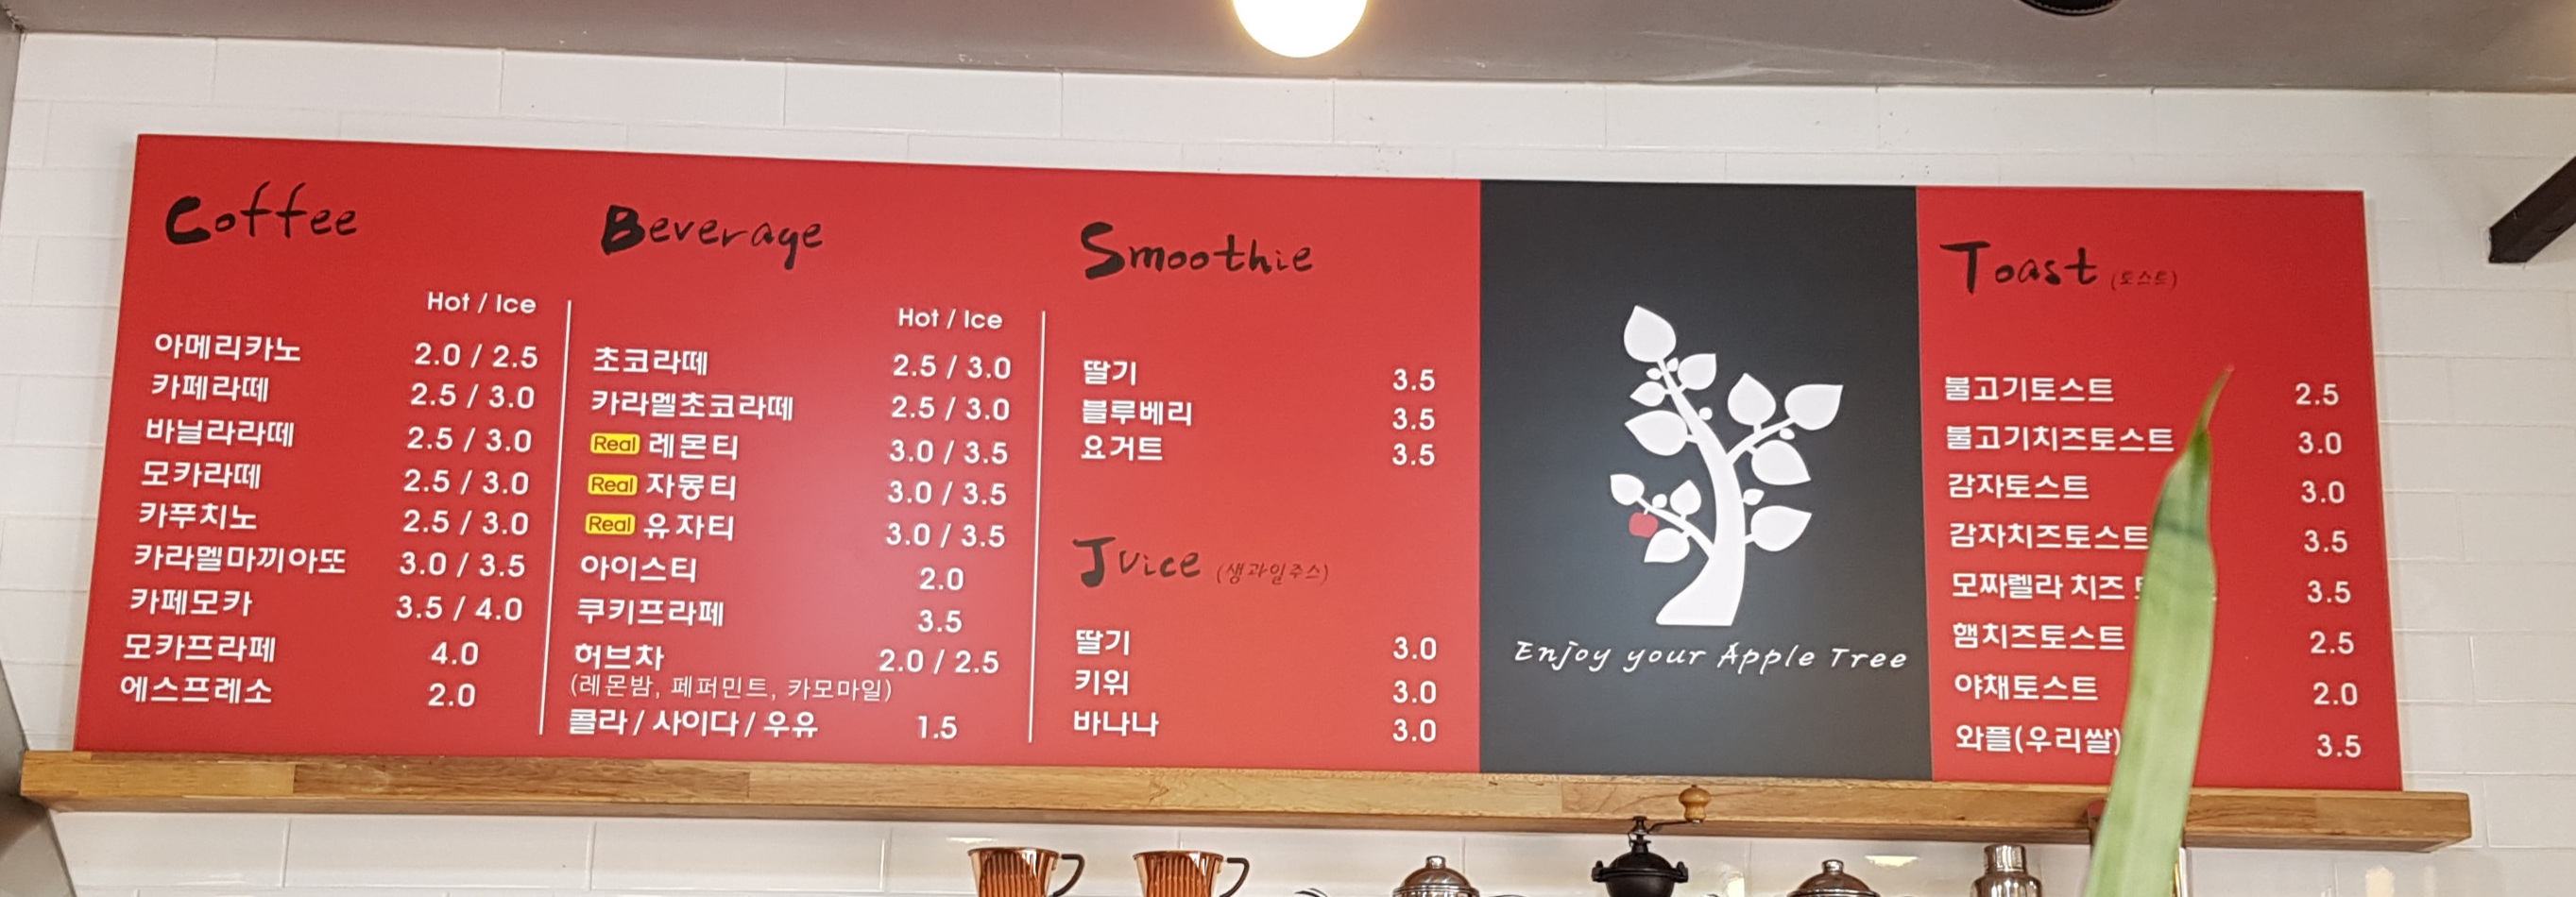 Coffee
Hot / Ice
아메리카노 2.0 / 2.5
카페라떼 2.5 / 3.0
바닐라라떼 2.5 / 3.0
모카라떼 2.5 / 3.0
카푸치노 2.5 / 3.0
카라멜마끼아또 3.0 / 3.5
카페모카 3.5 / 4.0
모카프라페 4.0
에스프레소 2.0
Beverage
Hot / Ice
초코라떼 2.5 / 3.0
카라멜초코라떼 2.5 / 3.0
Real 레몬티 3.0 / 3.5
Real 자몽티 3.0 / 3.5
Real 유자티 3.0 / 3.5
아이스티 2.0
쿠키프라페 3.5
허브차 2.0 / 2.5
(레몬밤, 페퍼민트, 카모마일)
콜라 / 사이다 / 우유 1.5
Smoothie
딸기 3.5
블루베리 3.5
요거트 3.5
Juice (생과일주스)
딸기 3.0
키위 3.0
바나나 3.0
Enjoy your Apple Tree
Toast (토스트)
불고기토스트 2.5
불고기치즈토스트 3.0
감자토스트 3.0
감자치즈토스트 3.5
모짜렐라 치즈 3.5
햄치즈토스트 2.5
야채토스트 2.0
와플(우리쌀) 3.5